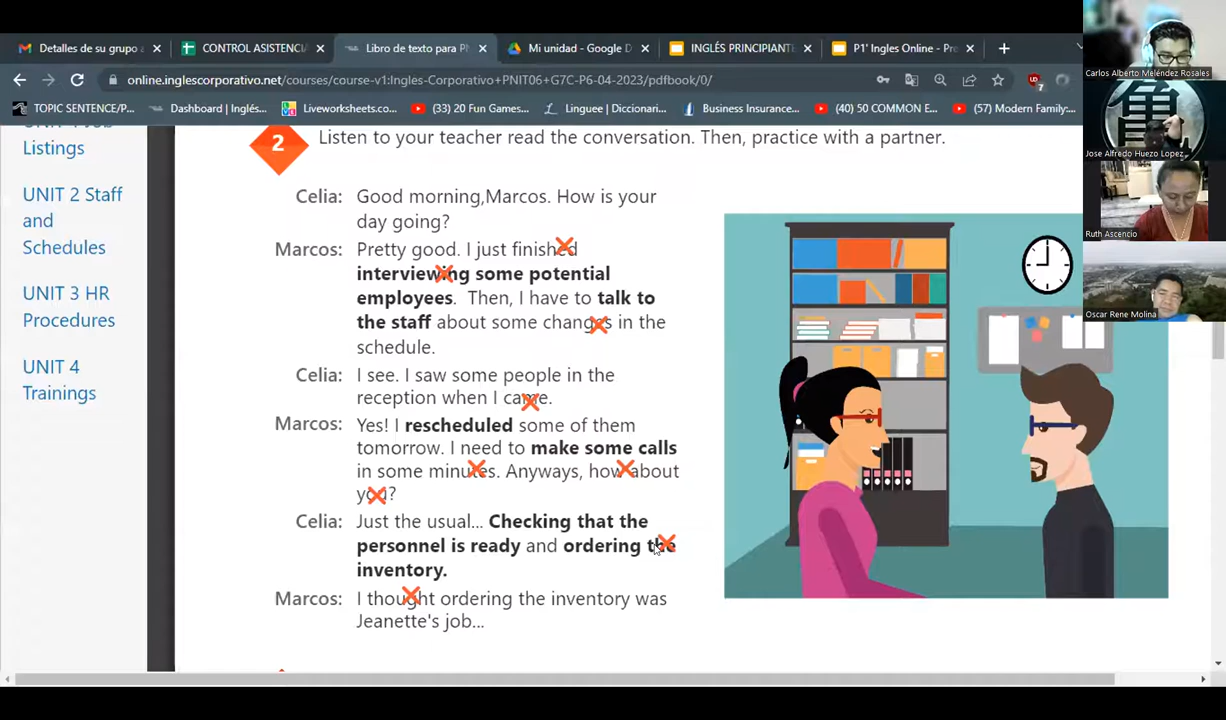 Detalles de su grupo a
CONTROL ASISTENCIA
Libro de texto para P
Mi unidad - Google D
INGLÉS PRINCIPIANT
P1' Ingles Online - Pr
online.inglescorporativo.net/courses/course-v1:Ingles-Corporativo+PNIT06+G7C-P6-04-2023/pdfbook/0/
TOPIC SENTENCE/P...
Dashboard | Inglés...
Liveworksheets.co...
(33) 20 Fun Games...
Linguee | Diccionari...
Business Insurance...
(40) 50 COMMON E...
(57) Modern Family:...
Listings
UNIT 2 Staff
and
Schedules
UNIT 3 HR
Procedures
UNIT 4
Trainings
2
Listen to your teacher read the conversation. Then, practice with a partner.
Celia: Good morning,Marcos. How is your
day going?
Marcos: Pretty good. I just finished
interviewing some potential
employees. Then, I have to talk to
the staff about some changes in the
schedule.
Celia: I see. I saw some people in the
reception when I came.
Marcos: Yes! I rescheduled some of them
tomorrow. I need to make some calls
in some minutes. Anyways, how about
you?
Celia: Just the usual... Checking that the
personnel is ready and ordering the
inventory.
Marcos: I thought ordering the inventory was
Jeanette's job...
Carlos Alberto Meléndez Rosales
Jose Alfredo Huezo Lopez
Ruth Ascencio
Oscar Rene Molina